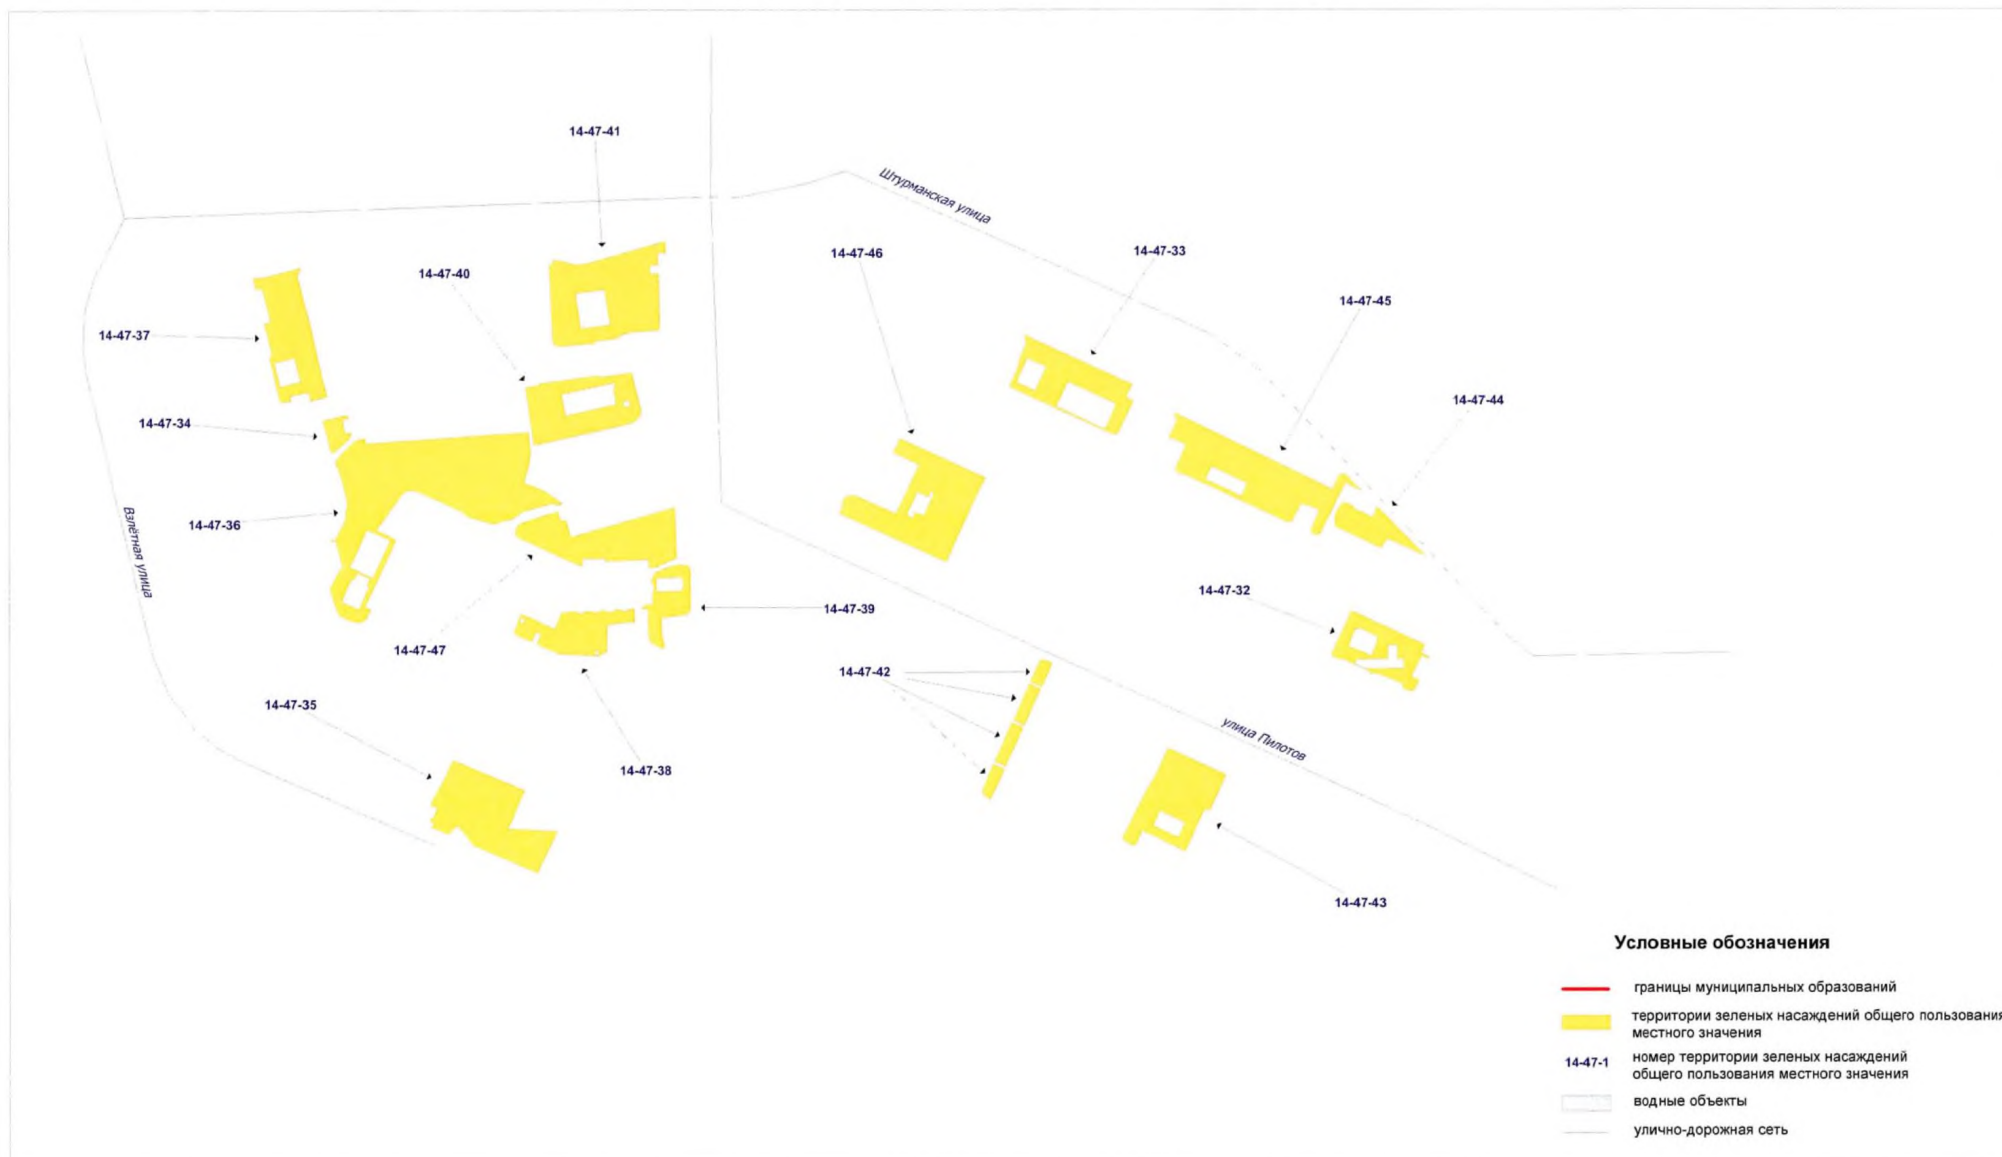 14-47-41
Штурманская улица
14-47-46
14-47-33
14-47-40
14-47-45
14-47-37
14-47-44
14-47-34
14-47-36
Взлётная улица
14-47-32
14-47-39
14-47-47
14-47-42
14-47-35
улица Пилотов
14-47-38
14-47-43
Условные обозначения
границы муниципальных образований
территории зеленых насаждений общего пользования
местного значения
14-47-1
номер территории зеленых насаждений
общего пользования местного значения
водные объекты
улично-дорожная сеть